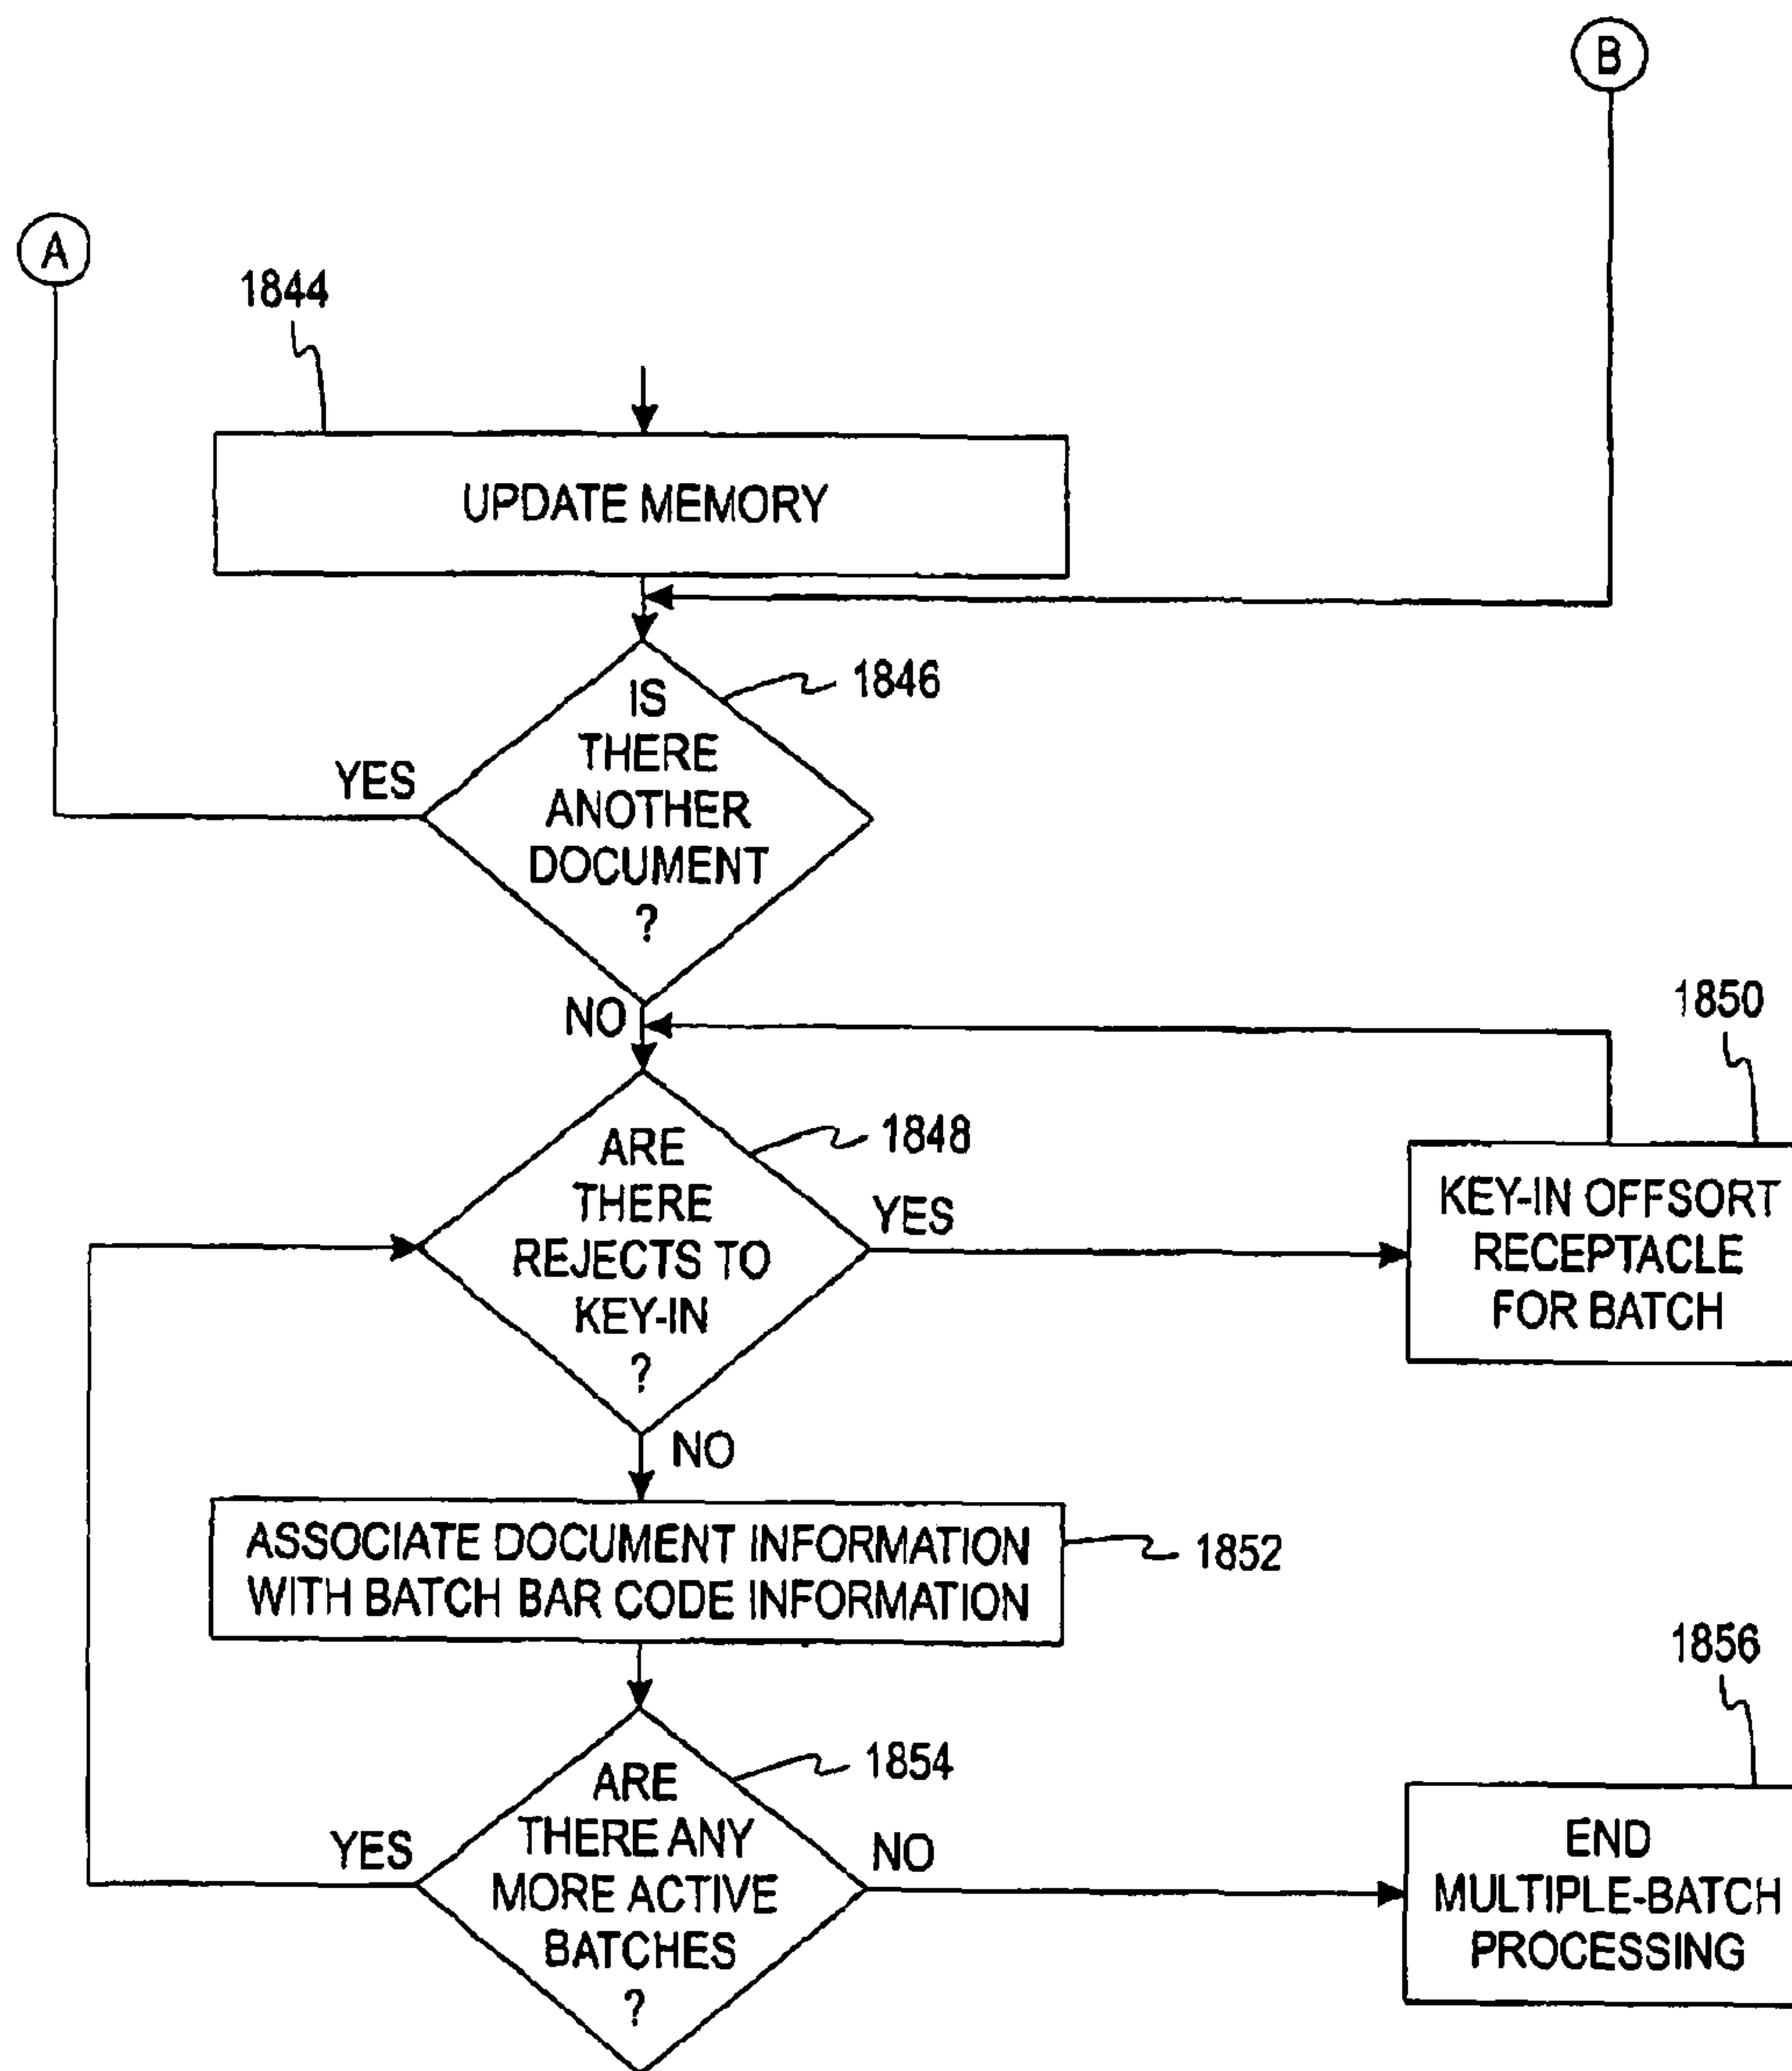 B
A
1844
UPDATE MEMORY
1846
IS
THERE
ANOTHER
DOCUMENT
?
YES
NO
1850
1848
ARE
THERE
REJECTS TO
KEY-IN
?
YES
KEY-IN OFFSORT
RECEPTACLE
FOR BATCH
NO
ASSOCIATE DOCUMENT INFORMATION
WITH BATCH BAR CODE INFORMATION
1852
1856
1854
ARE
THERE ANY
MORE ACTIVE
BATCHES
?
YES
NO
END
MULTIPLE-BATCH
PROCESSING